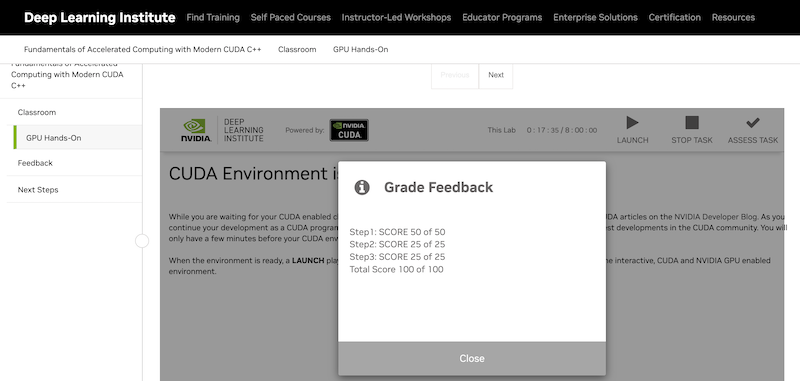 Deep Learning Institute Find Training Self Paced Courses Instructor-Led Workshops Educator Programs Enterprise Solutions Certification Resources
Fundamentals of Accelerated Computing with Modern CUDA C++ Classroom GPU Hands-On
Fundamentals of Accelerated
Computing with Modern CUDA
C++
Classroom
GPU Hands-On
Feedback
Next Steps
Previous Next
NVIDIA DEEP LEARNING INSTITUTE Powered by: NVIDIA CUDA This Lab 0 : 17 : 35 / 8 : 00 : 00 LAUNCH STOP TASK ASSESS TASK
CUDA Environment i
While you are waiting for your CUDA enabled c DA articles on the NVIDIA Developer Blog. As you
continue your development as a CUDA program est developments in the CUDA community. You will
only have a few minutes before your CUDA env
When the environment is ready, a LAUNCH play he interactive, CUDA and NVIDIA GPU enabled
environment.
Grade Feedback
Step1: SCORE 50 of 50
Step2: SCORE 25 of 25
Step3: SCORE 25 of 25
Total Score 100 of 100
Close